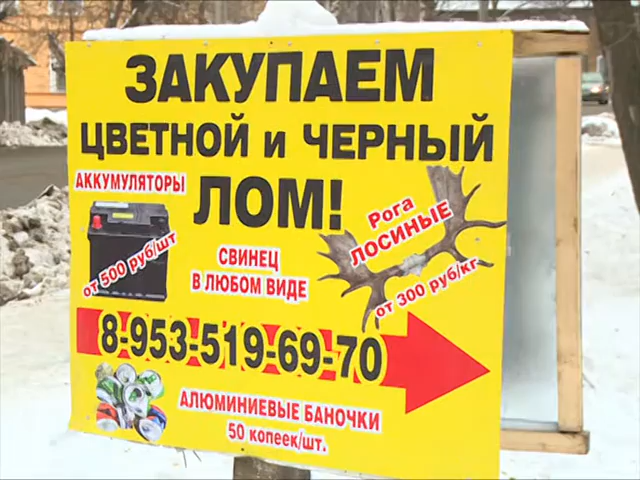 ЗАКУПАЕМ
ЦВЕТНОЙ и ЧЕРНЫЙ
ЛОМ!
АККУМУЛЯТОРЫ
от 500 руб/шт
СВИНЕЦ
В ЛЮБОМ ВИДЕ
Рога
ЛОСИНЫЕ
от 300 руб/кг
8-953-519-69-70
АЛЮМИНИЕВЫЕ БАНОЧКИ
50 копеек/шт.